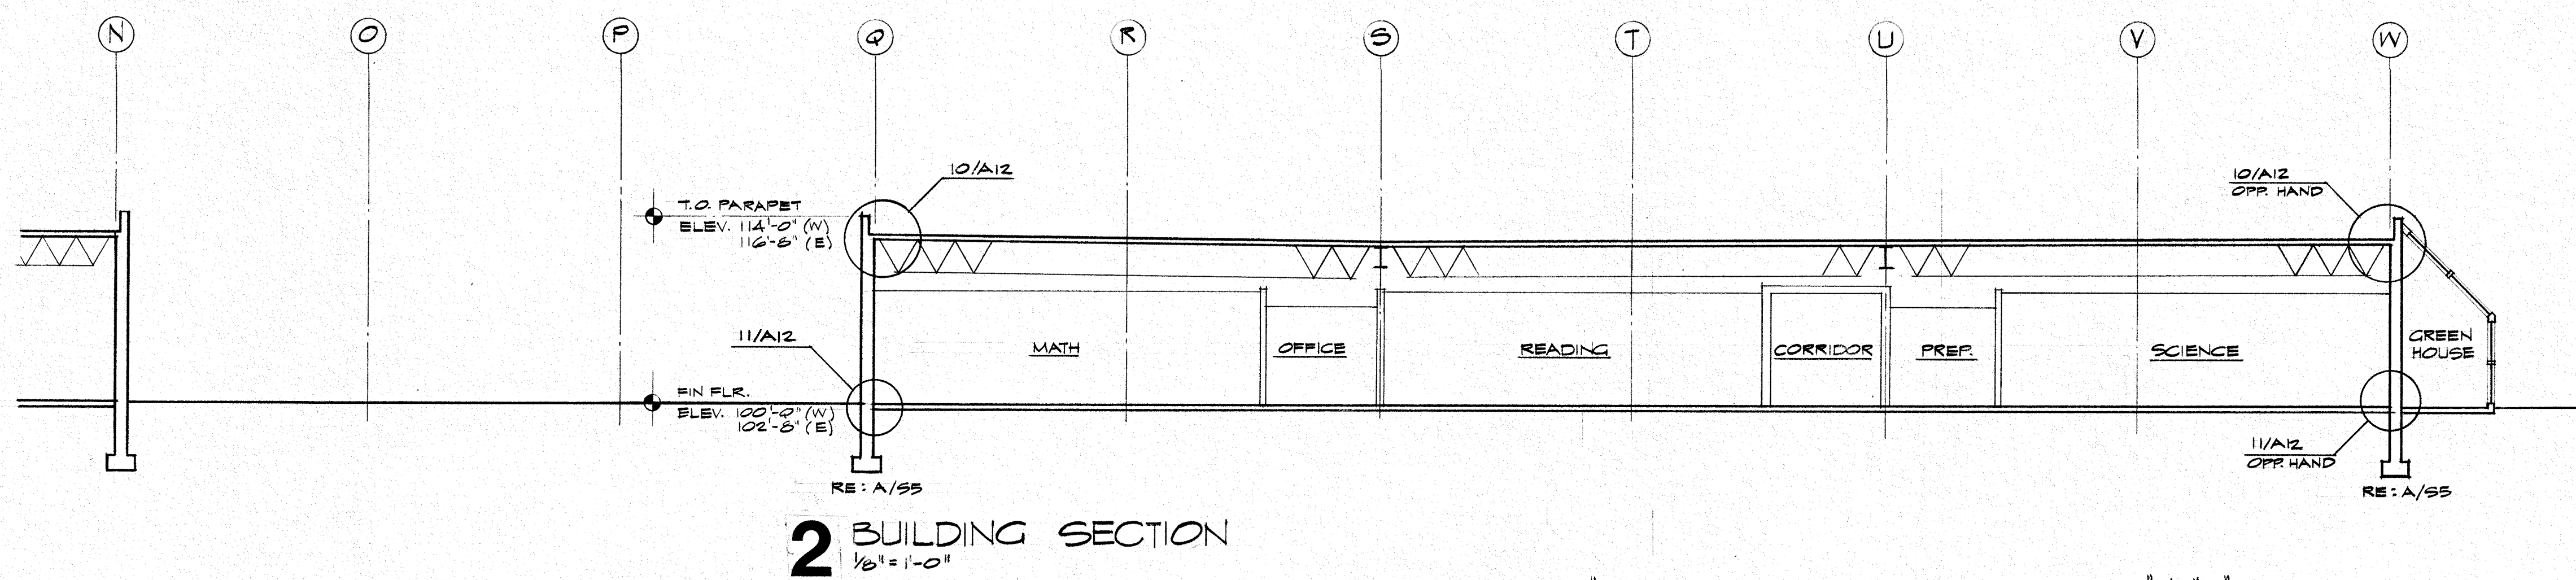 N O P Q R S T U V W
10/A12
10/A12
OPP. HAND
T.O. PARAPET
ELEV. 114'-0" (W)
116'-8" (E)
11/A12
MATH
OFFICE
READING
CORRIDOR
PREP.
SCIENCE
GREEN
HOUSE
FIN FLR.
ELEV. 100'-0" (W)
102'-8" (E)
11/A12
OPP. HAND
RE: A/S5
RE: A/S5
2 BUILDING SECTION
1/8" = 1'-0"